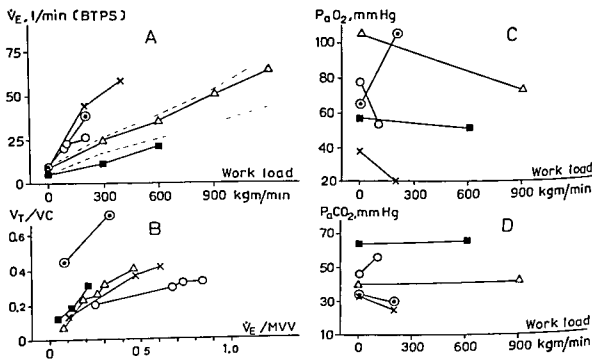 V̇E, l/min (BTPS)
A
75
50
25
0
0 300 600 900 kgm/min
Work load
VT/VC
B
0.6
0.4
0,2
0
0 0 5 1,0
V̇E/MVV
PaO2, mmHg
C
100
80
60
40
20
0 300 600 900 kgm/min
Work load
PaCO2, mmHg
D
70
50
30
10
0 300 600 900 kgm/min
Work load